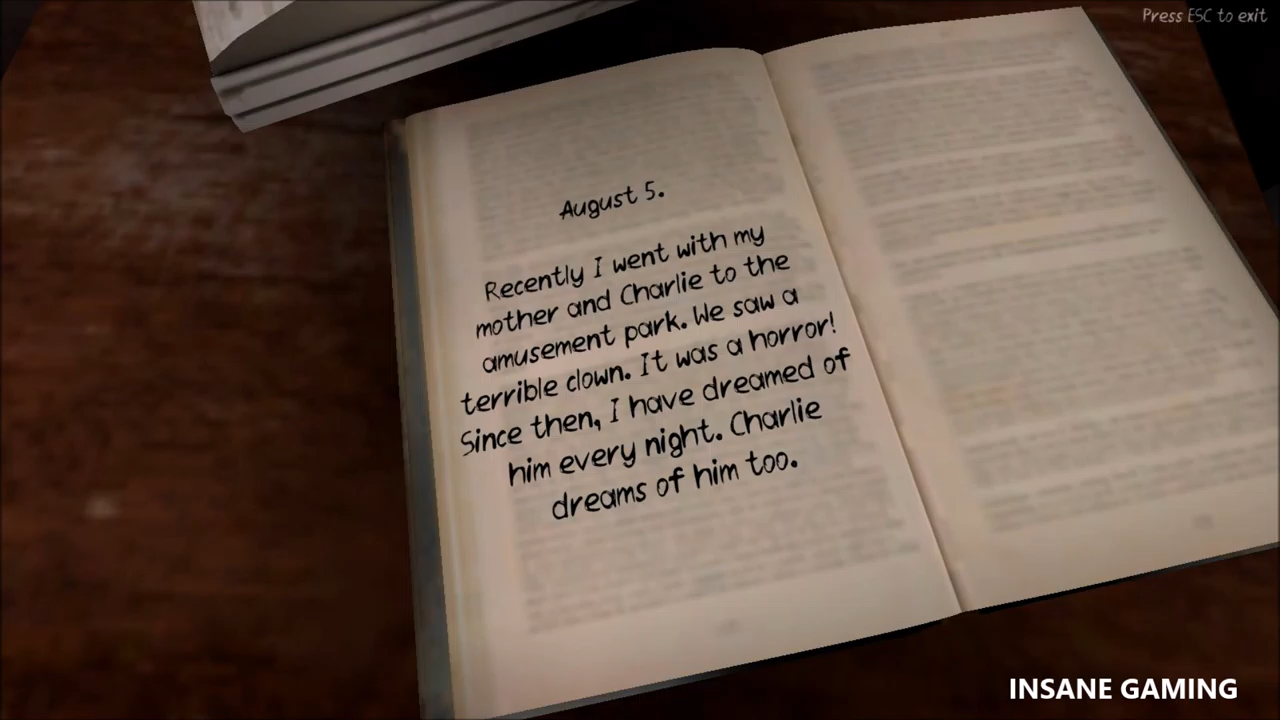 Press ESC to exit
August 5.
Recently I went with my
mother and Charlie to the
amusement park. We saw a
terrible clown. It was a horror!
Since then, I have dreamed of
him every night. Charlie
dreams of him too.
INSANE GAMING